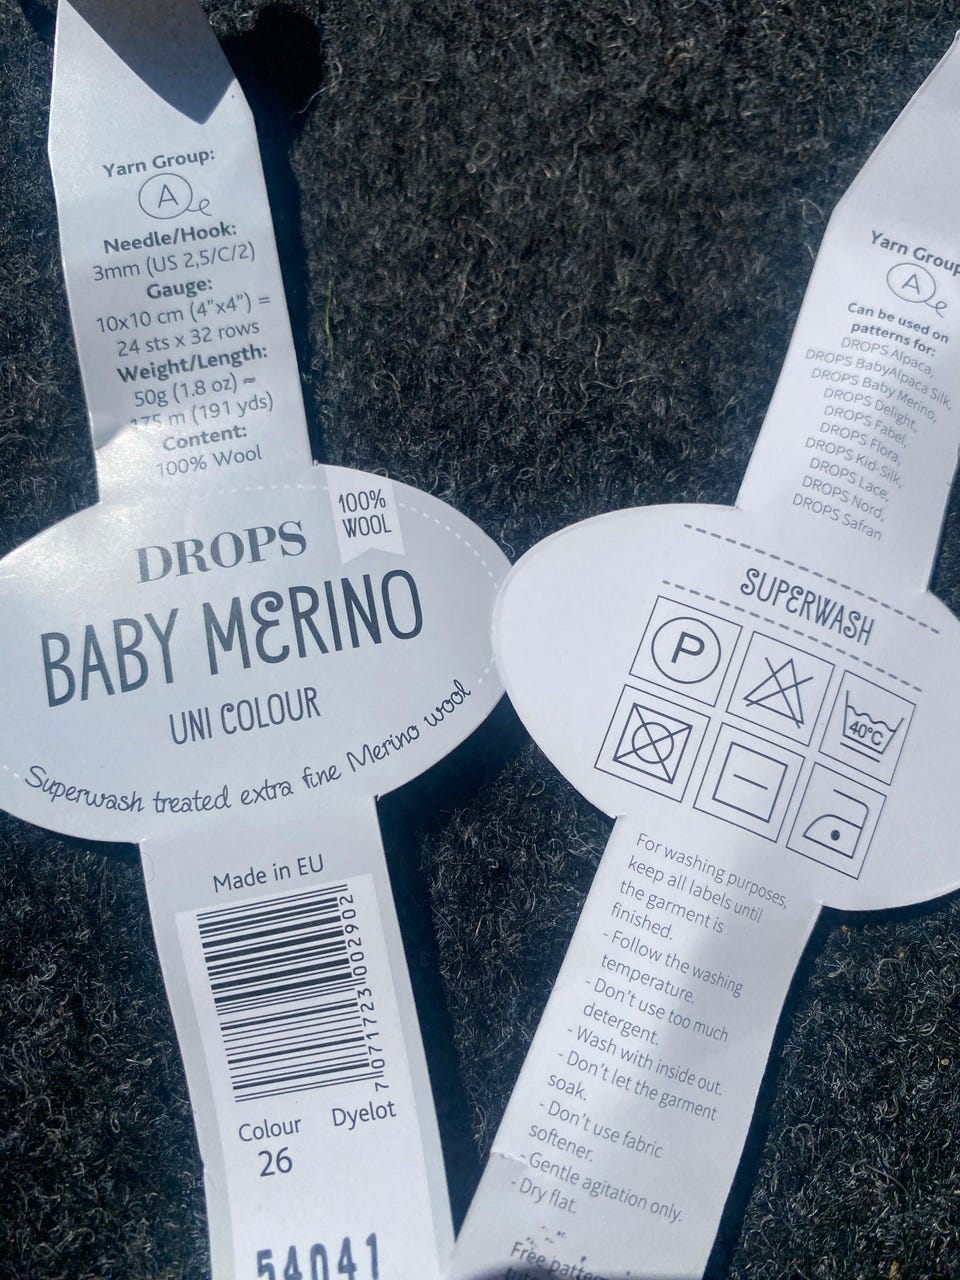 Yarn Group:
A
Needle/Hook:
3mm (US 2,5/C/2)
Gauge:
10x10 cm (4"x4") =
24 sts x 32 rows
Weight/Length:
50g (1.8 oz) ≈
175 m (191 yds)
Content:
100% Wool
100%
WOOL
DROPS
BABY MERINO
UNI COLOUR
Superwash treated extra fine Merino wool
Made in EU
7 071723 002902
Colour Dyelot
26
54041
Yarn Group
A
Can be used on
patterns for:
DROPS Alpaca,
DROPS BabyAlpaca Silk,
DROPS Baby Merino,
DROPS Delight,
DROPS Fabel,
DROPS Flora,
DROPS Kid-Silk,
DROPS Lace,
DROPS Nord,
DROPS Safran
SUPERWASH
P
40°C
For washing purposes,
keep all labels until
the garment is
finished.
- Follow the washing
temperature.
- Don't use too much
detergent.
- Wash with inside out.
- Don't let the garment
soak.
- Don't use fabric
softener.
- Gentle agitation only.
- Dry flat.
Free